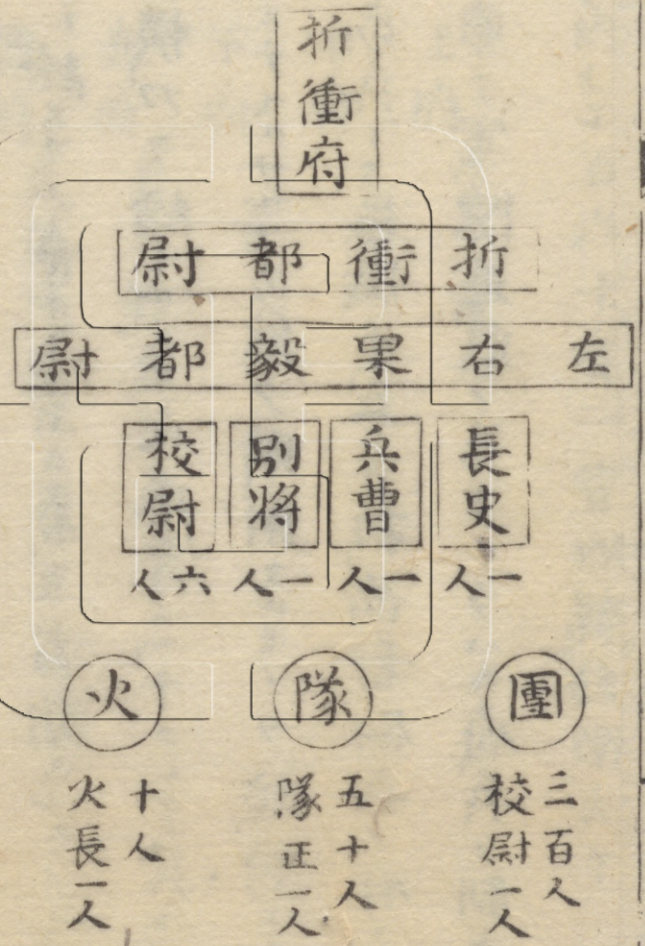 折衝府
折衝都尉
左右果毅都尉
長史
一人
兵曹
一人
別將
一人
校尉
六人
團
三百人
校尉一人
隊
五十人
隊正一人
火
十人
火長一人